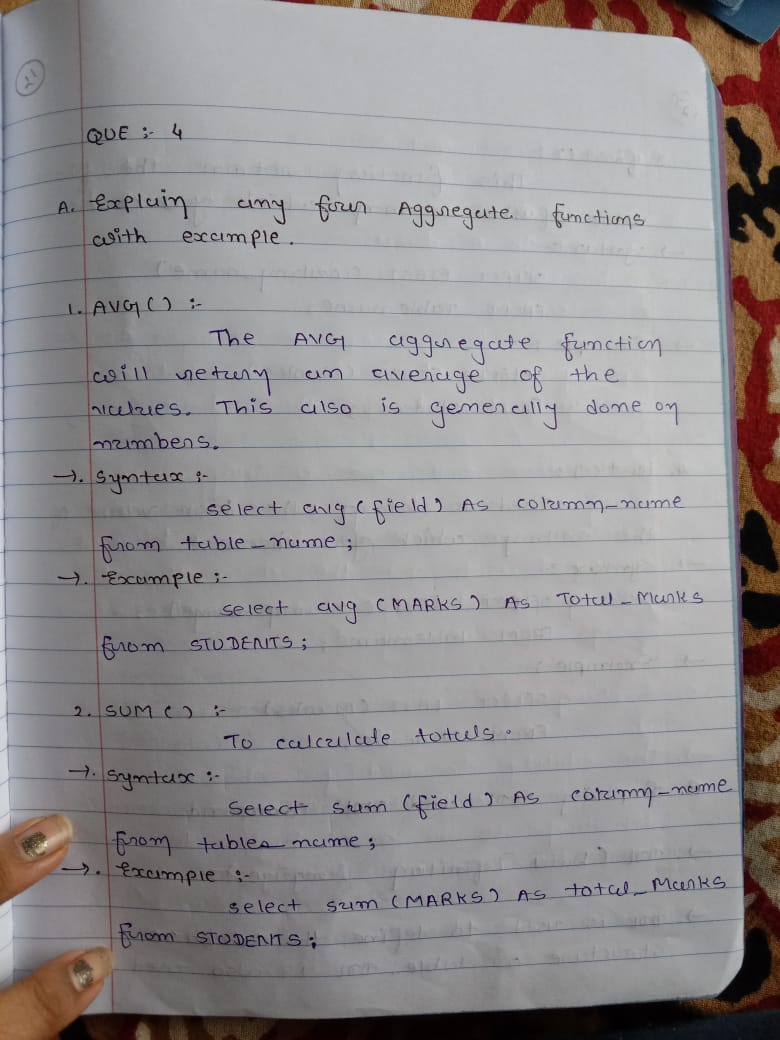 21
QUE :- 4
A. Explain any four Aggregate functions
with example.
1. AVG() :-
The AVG aggregate function
will return an average of the
values. This also is generally done on
numbers.
→. Syntax :-
select avg (field) AS column_name
from table_name;
→. Example :-
select avg (MARKS) AS Total_Marks
from STUDENTS;
2. SUM() :-
To calculate totals.
→. Syntax :-
Select sum (field) AS column_name
from tables name;
→. Example :-
select sum (MARKS) AS total_Marks
from STUDENTS;